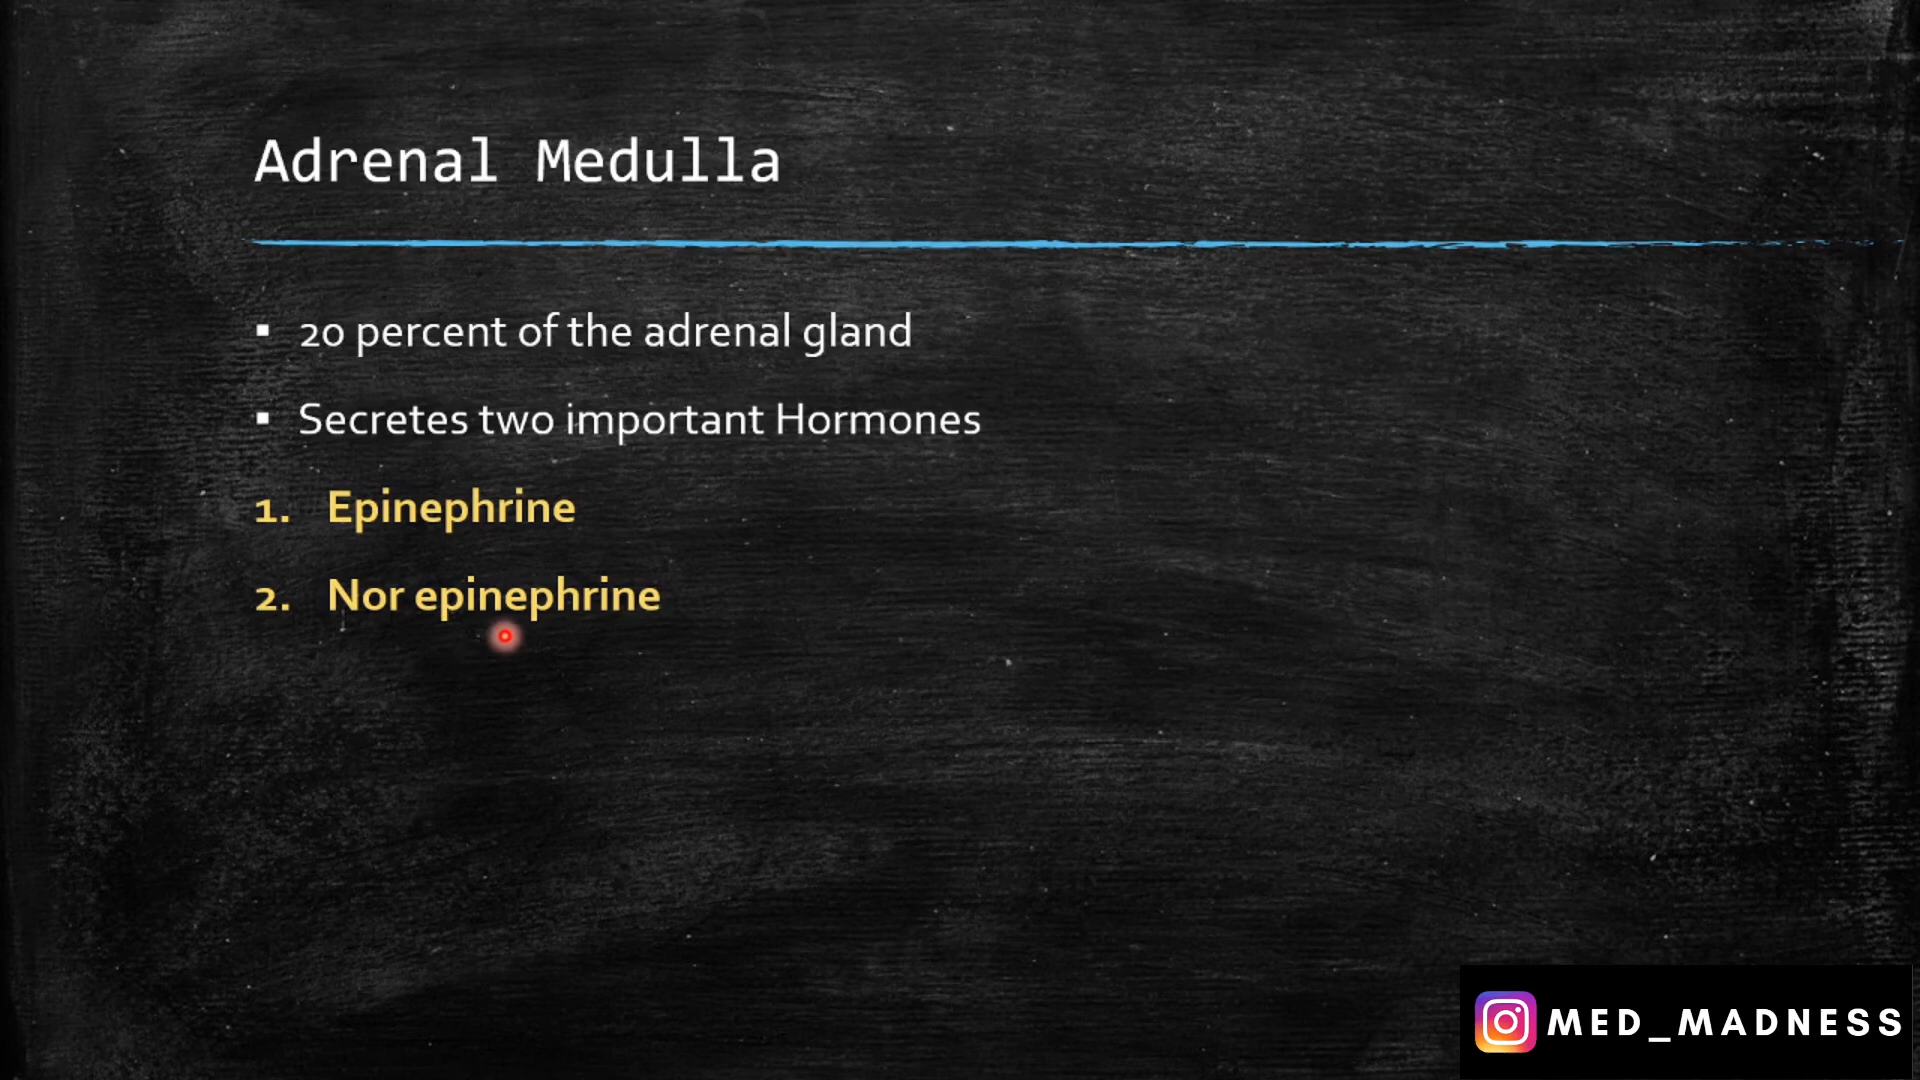 Adrenal Medulla
▪ 20 percent of the adrenal gland
▪ Secretes two important Hormones
1. Epinephrine
2. Nor epinephrine
MED_MADNESS